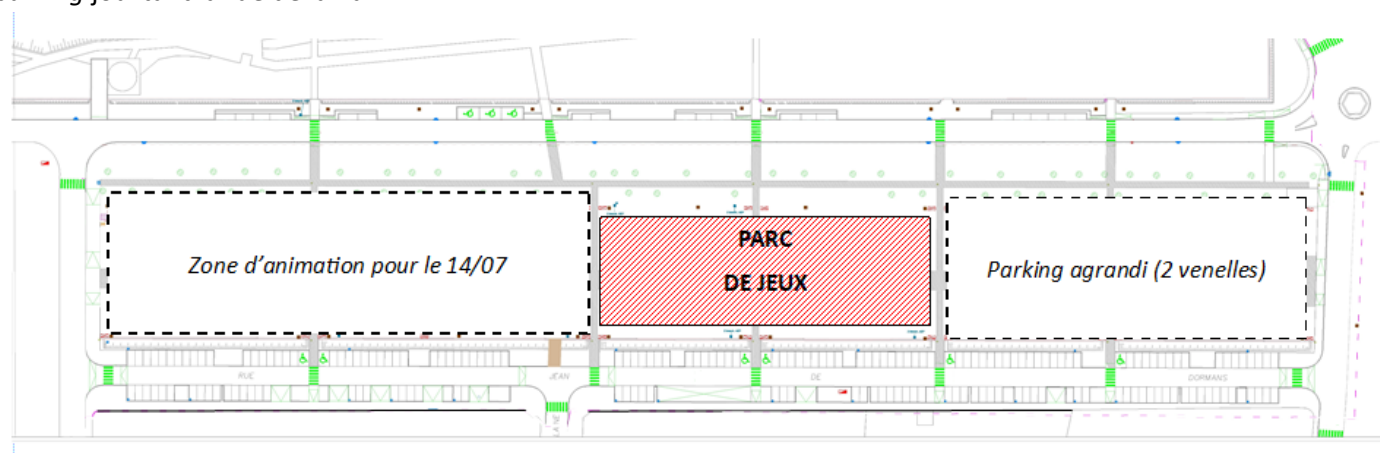 PARC
DE JEUX
Zone d’animation pour le 14/07
Parking agrandi (2 venelles)
RUE JEAN DE DORMANS